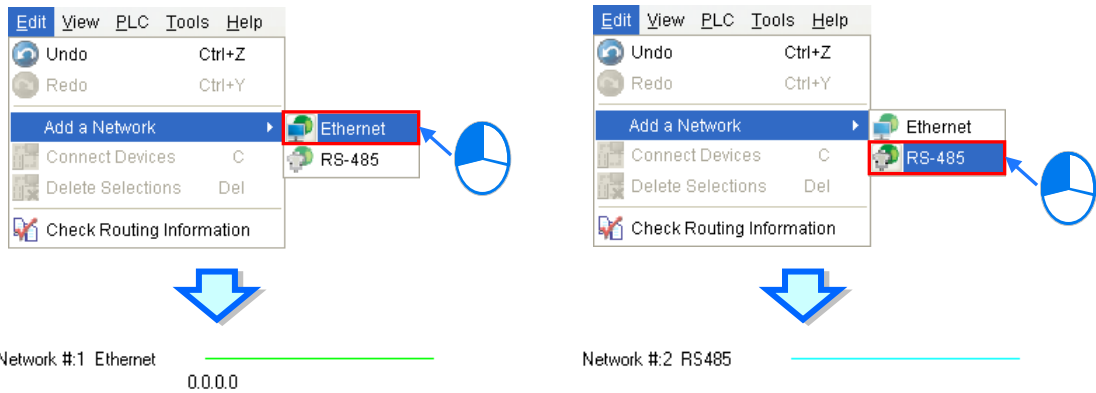 Edit View PLC Tools Help
Undo Ctrl+Z
Redo Ctrl+Y
Add a Network
Ethernet
RS-485
Connect Devices C
Delete Selections Del
Check Routing Information
Network #:1 Ethernet
0.0.0.0
Edit View PLC Tools Help
Undo Ctrl+Z
Redo Ctrl+Y
Add a Network
Ethernet
RS-485
Connect Devices C
Delete Selections Del
Check Routing Information
Network #:2 RS485